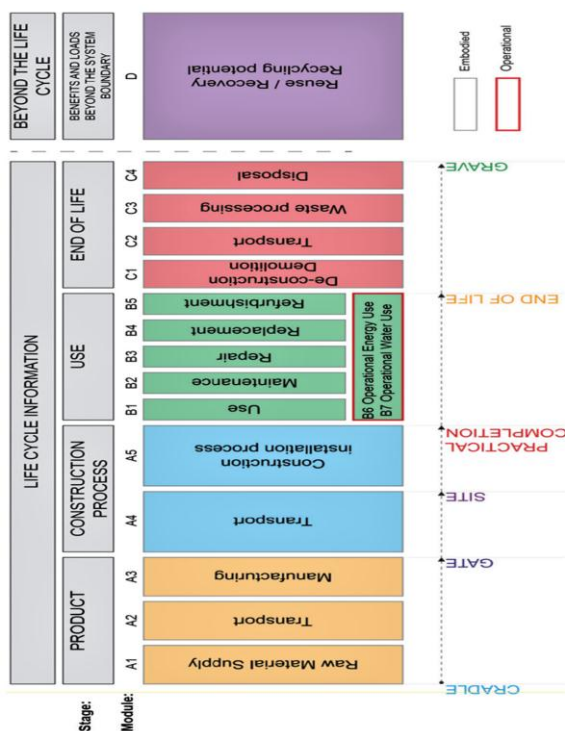 LIFE CYCLE INFORMATION
BEYOND THE LIFE
CYCLE
Stage:
PRODUCT
CONSTRUCTION
PROCESS
USE
END OF LIFE
BENEFITS AND LOADS
BEYOND THE SYSTEM
BOUNDARY
Module:
A1
A2
A3
A4
A5
B1
B2
B3
B4
B5
C1
C2
C3
C4
D
Raw Material Supply
Transport
Manufacturing
Transport
Construction
installation process
Use
Maintenance
Repair
Replacement
Refurbishment
De-construction
Demolition
Transport
Waste processing
Disposal
Reuse / Recovery
Recycling potential
B6 Operational Energy Use
B7 Operational Water Use
CRADLE
GATE
SITE
PRACTICAL
COMPLETION
END OF LIFE
GRAVE
Embodied
Operational